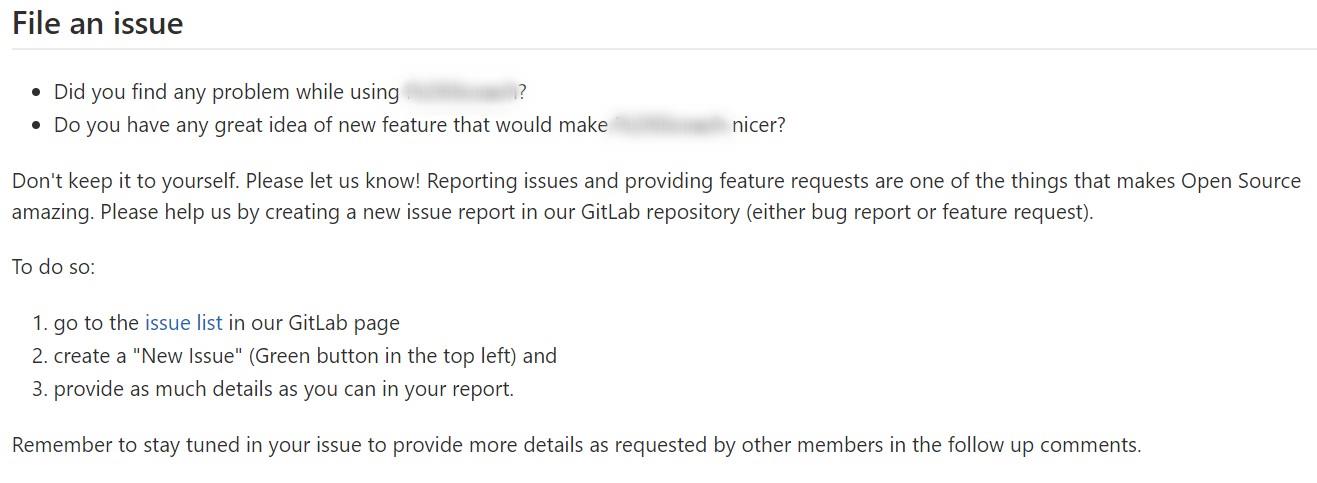 File an issue
• Did you find any problem while using ?
• Do you have any great idea of new feature that would make nicer?
Don't keep it to yourself. Please let us know! Reporting issues and providing feature requests are one of the things that makes Open Source
amazing. Please help us by creating a new issue report in our GitLab repository (either bug report or feature request).
To do so:
1. go to the issue list in our GitLab page
2. create a "New Issue" (Green button in the top left) and
3. provide as much details as you can in your report.
Remember to stay tuned in your issue to provide more details as requested by other members in the follow up comments.